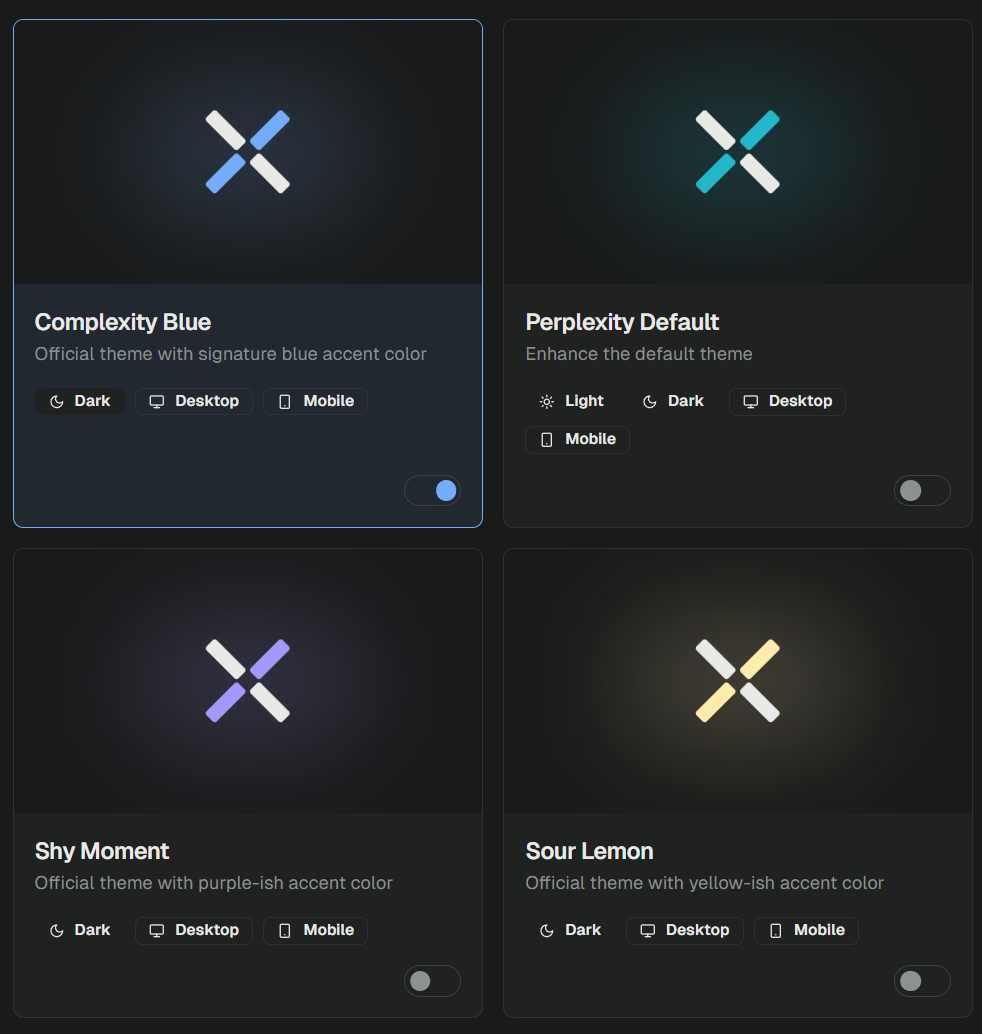 Complexity Blue
Official theme with signature blue accent color
Dark Desktop Mobile
Perplexity Default
Enhance the default theme
Light Dark Desktop
Mobile
Shy Moment
Official theme with purple-ish accent color
Dark Desktop Mobile
Sour Lemon
Official theme with yellow-ish accent color
Dark Desktop Mobile